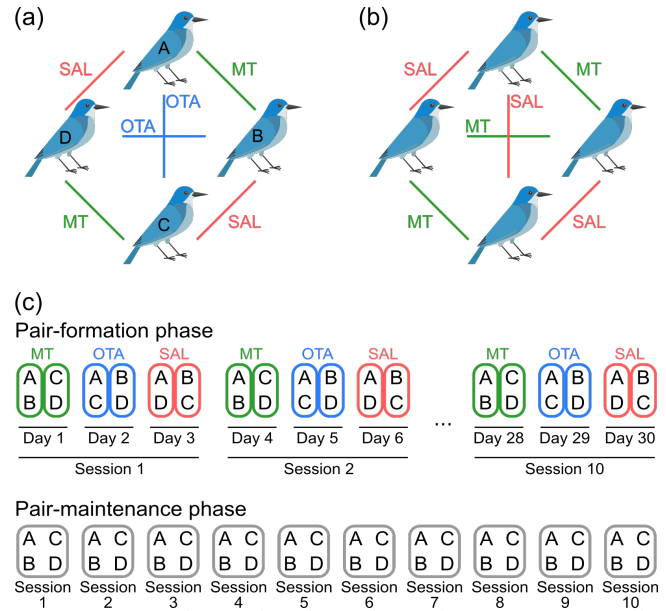 (a) (b)
A
SAL MT
OTA
OTA
D B
MT SAL
C
SAL MT
SAL
MT
MT SAL
(c)
Pair-formation phase
MT OTA SAL MT OTA SAL MT OTA SAL
A C A B A B A C A B A B A C A B A B
B D C D D C B D C D D C B D C D D C
Day 1 Day 2 Day 3 Day 4 Day 5 Day 6 ... Day 28 Day 29 Day 30
Session 1 Session 2 Session 10
Pair-maintenance phase
A C A C A C A C A C A C A C A C A C A C
B D B D B D B D B D B D B D B D B D B D
Session Session Session Session Session Session Session Session Session Session
1 2 3 4 5 6 7 8 9 10